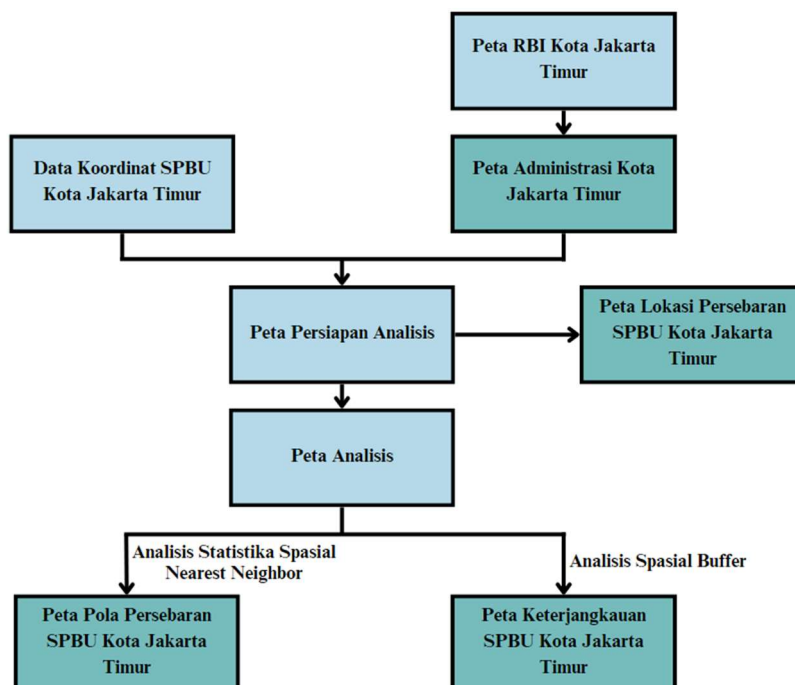 Peta RBI Kota Jakarta
Timur
Data Koordinat SPBU
Kota Jakarta Timur
Peta Administrasi Kota
Jakarta Timur
Peta Persiapan Analisis
Peta Lokasi Persebaran
SPBU Kota Jakarta
Timur
Peta Analisis
Analisis Statistika Spasial
Nearest Neighbor
Analisis Spasial Buffer
Peta Pola Persebaran
SPBU Kota Jakarta
Timur
Peta Keterjangkauan
SPBU Kota Jakarta
Timur